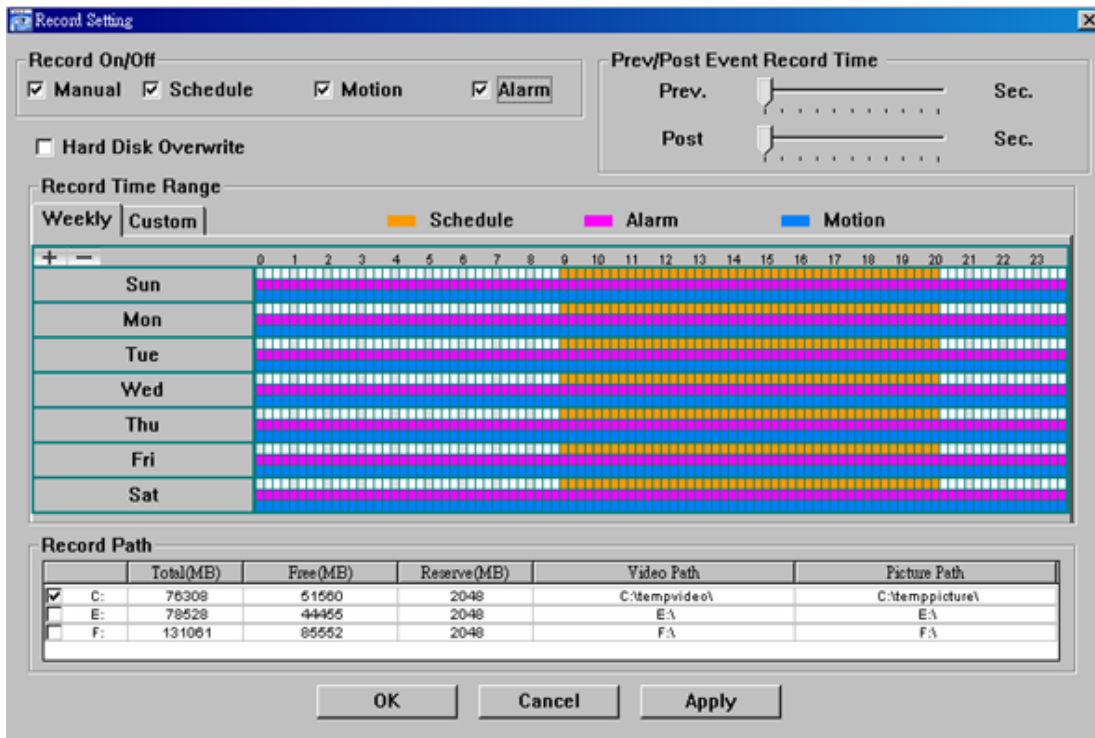 Record Setting
Record On/Off
Manual Schedule Motion Alarm
Prev/Post Event Record Time
Prev. Sec.
Post Sec.
Hard Disk Overwrite
Record Time Range
Weekly Custom
Schedule Alarm Motion
+ − 0 1 2 3 4 5 6 7 8 9 10 11 12 13 14 15 16 17 18 19 20 21 22 23
Sun
Mon
Tue
Wed
Thu
Fri
Sat
Record Path
Total(MB) Free(MB) Reserve(MB) Video Path Picture Path
C: 76308 51560 2048 C:\tempvideo\ C:\temppicture\
E: 78528 44455 2048 E:\ E:\
F: 131061 85552 2048 F:\ F:\
OK Cancel Apply